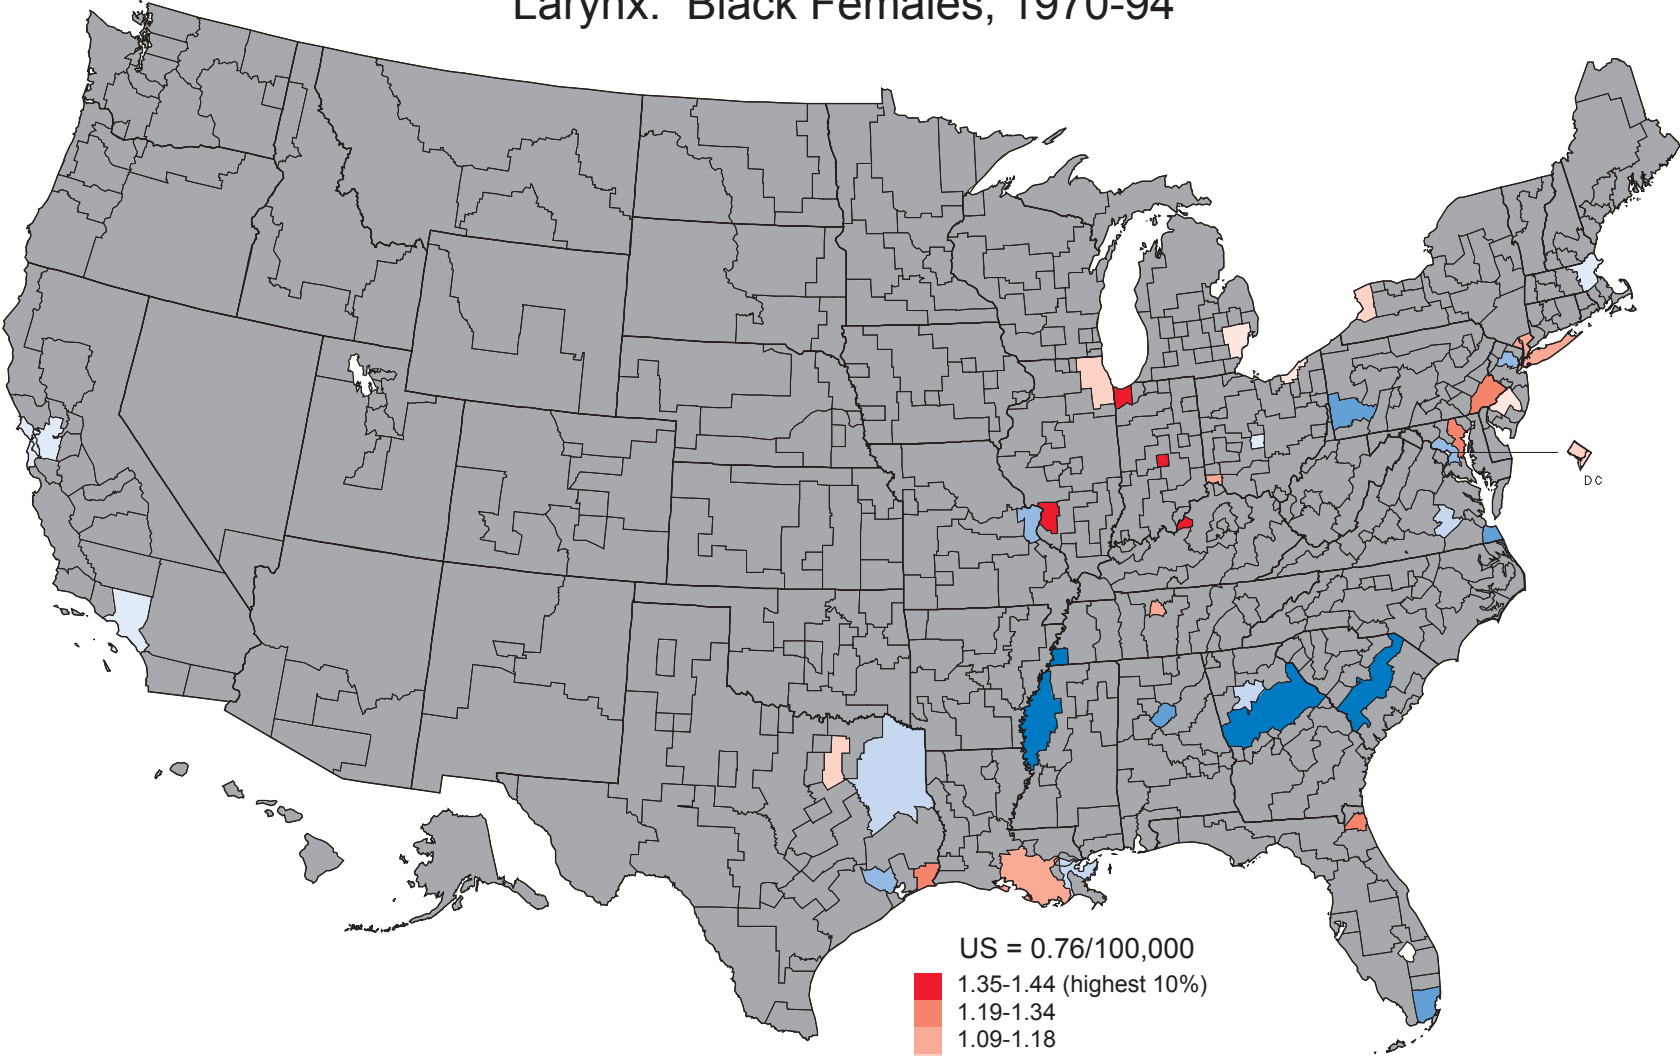 Larynx: Black Females, 1970-94
DC
US = 0.76/100,000
1.35-1.44 (highest 10%)
1.19-1.34
1.09-1.18